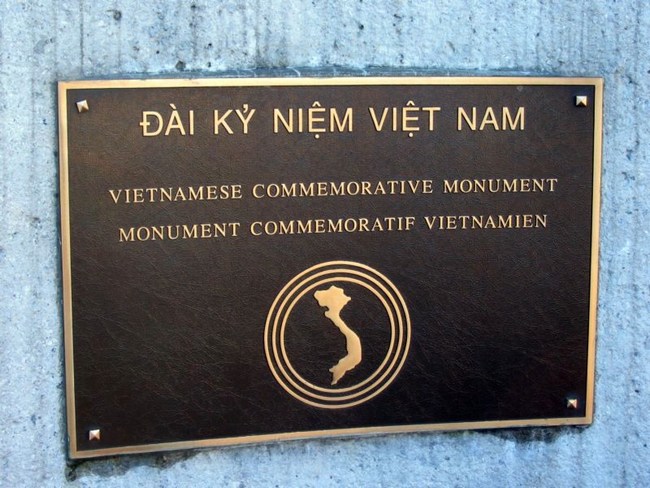 ĐÀI KỶ NIỆM VIỆT NAM
VIETNAMESE COMMEMORATIVE MONUMENT
MONUMENT COMMEMORATIF VIETNAMIEN